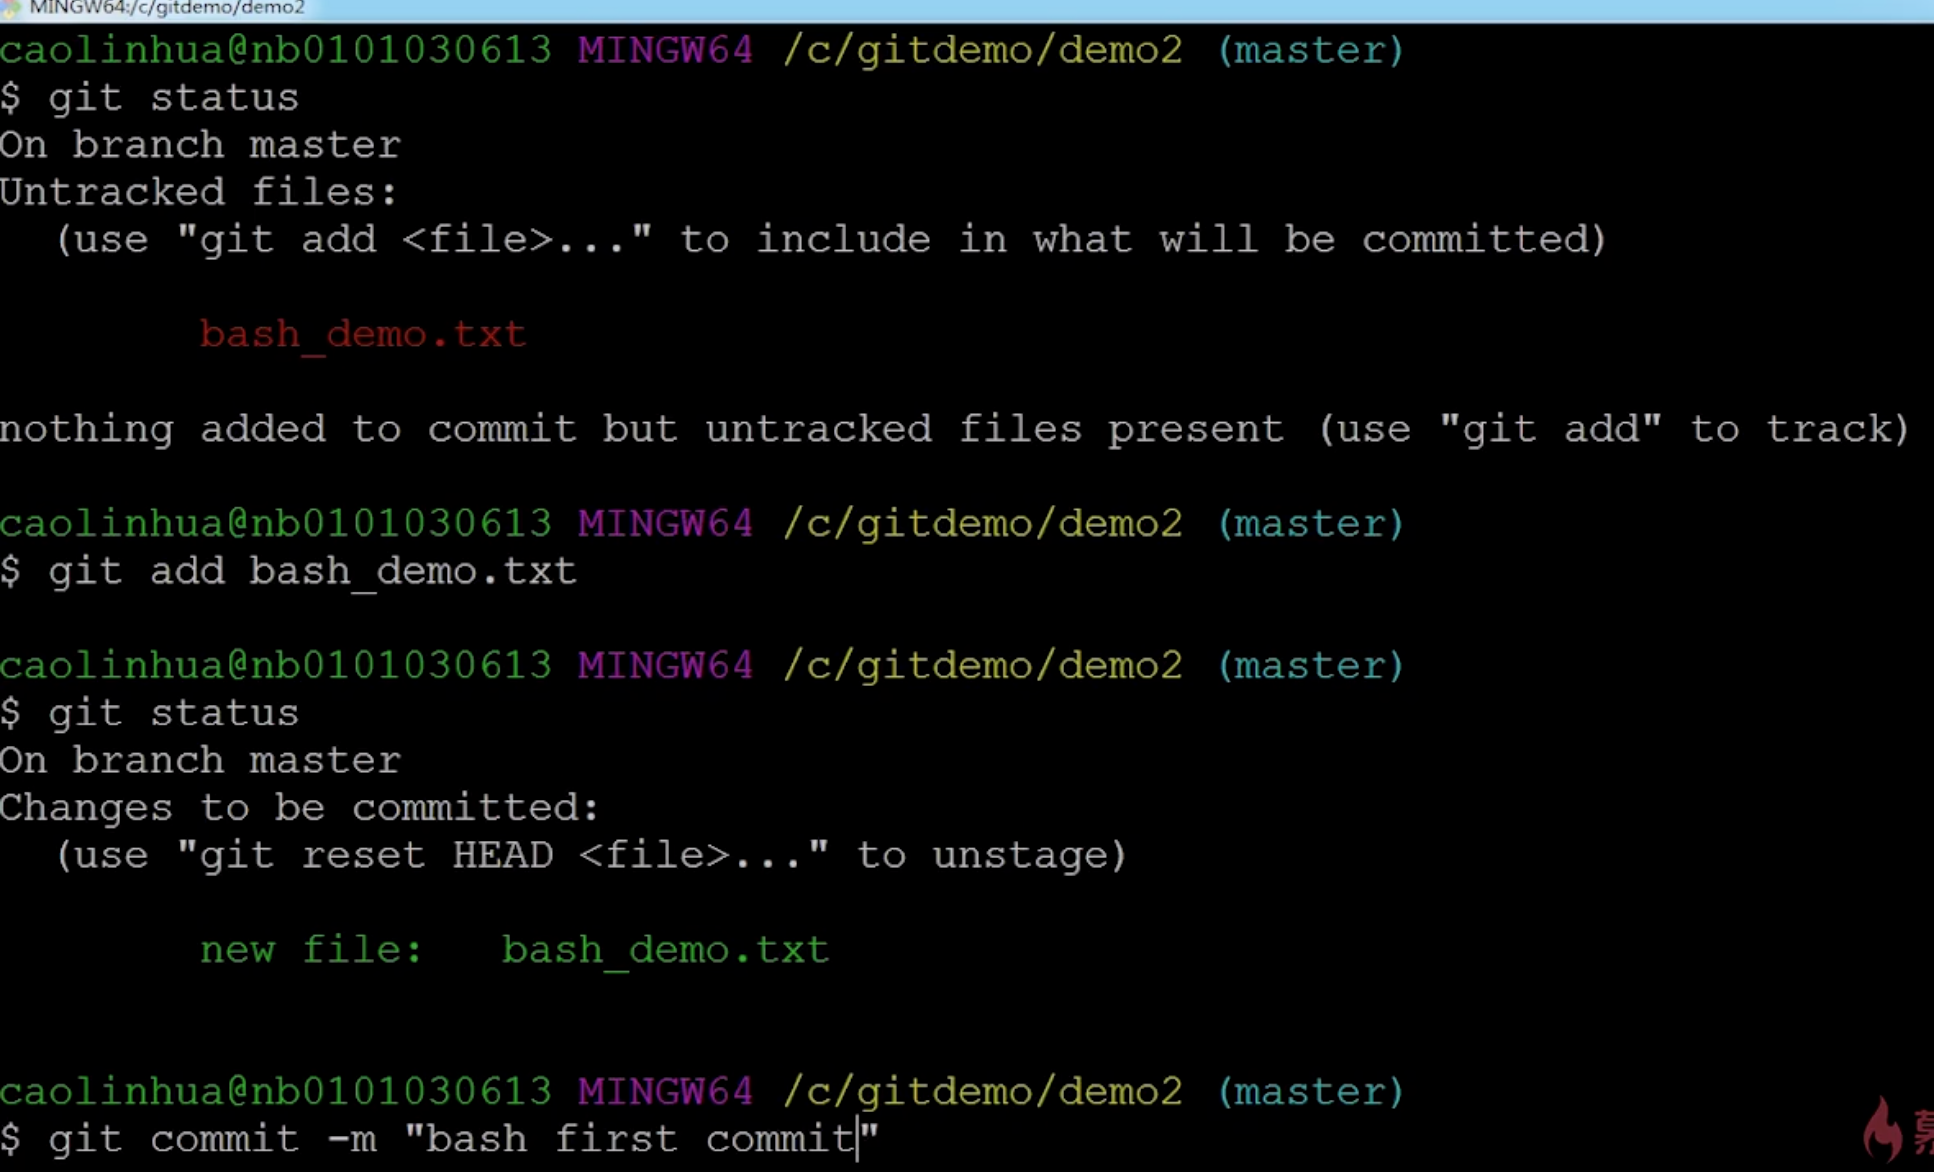 MINGW64:/c/gitdemo/demo2
caolinhua@nb0101030613 MINGW64 /c/gitdemo/demo2 (master)
$ git status
On branch master
Untracked files:
  (use "git add <file>..." to include in what will be committed)
        bash_demo.txt
nothing added to commit but untracked files present (use "git add" to track)
caolinhua@nb0101030613 MINGW64 /c/gitdemo/demo2 (master)
$ git add bash_demo.txt
caolinhua@nb0101030613 MINGW64 /c/gitdemo/demo2 (master)
$ git status
On branch master
Changes to be committed:
  (use "git reset HEAD <file>..." to unstage)
        new file:   bash_demo.txt
caolinhua@nb0101030613 MINGW64 /c/gitdemo/demo2 (master)
$ git commit -m "bash first commit"